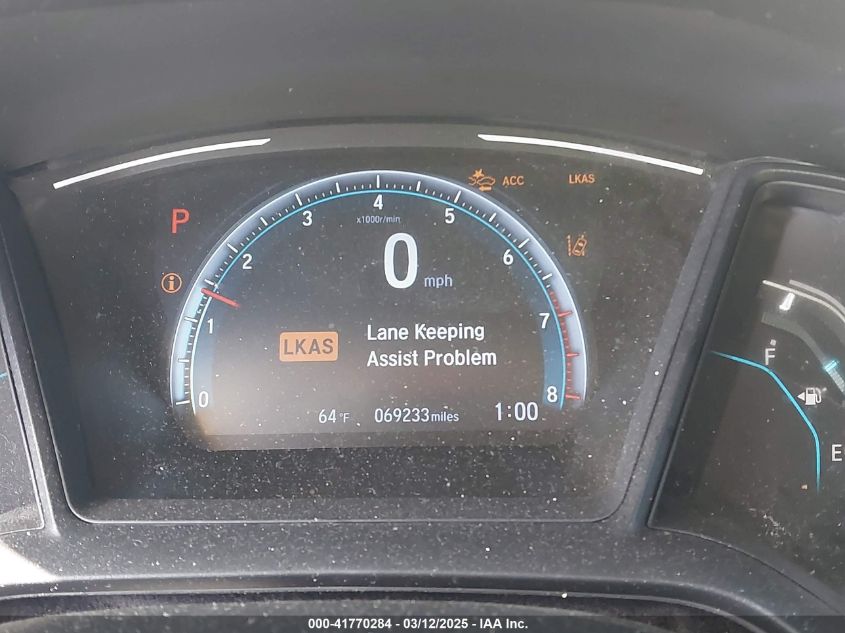 ACC LKAS
P
4
3 5
x1000r/min
2 6
0 mph
1 7
Lane Keeping
LKAS
Assist Problem
0 8
64°F 069233 miles 1:00
F
E
000-41770284 - 03/12/2025 - IAA Inc.